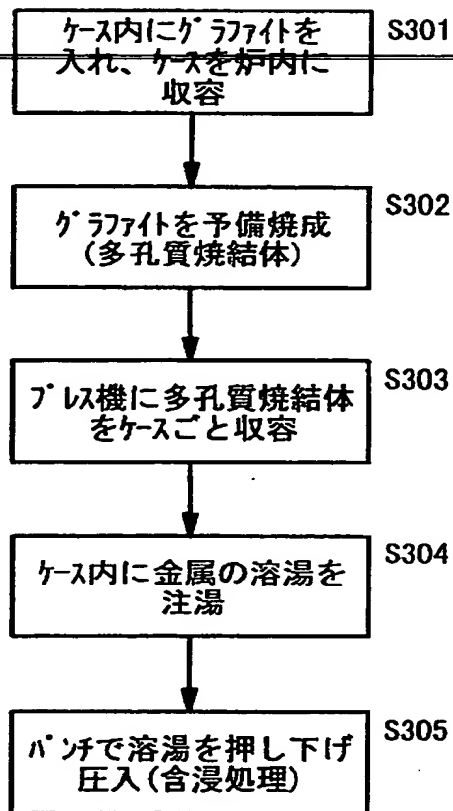 ケース内にグラファイトを
入れ、ケースを炉内に
収容
S301
グラファイトを予備焼成
(多孔質焼結体)
S302
プレス機に多孔質焼結体
をケースごと収容
S303
ケース内に金属の溶湯を
注湯
S304
パンチで溶湯を押し下げ
圧入(含浸処理)
S305